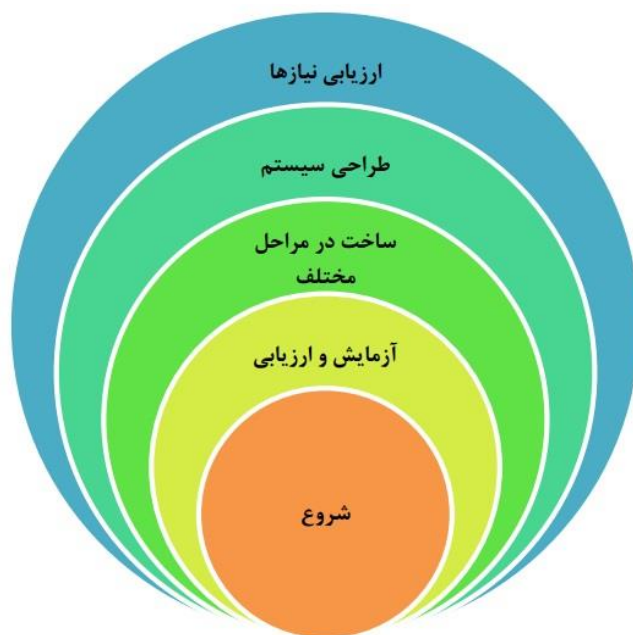 ارزیابی نیازها
طراحی سیستم
ساخت در مراحل
مختلف
آزمایش و ارزیابی
شروع